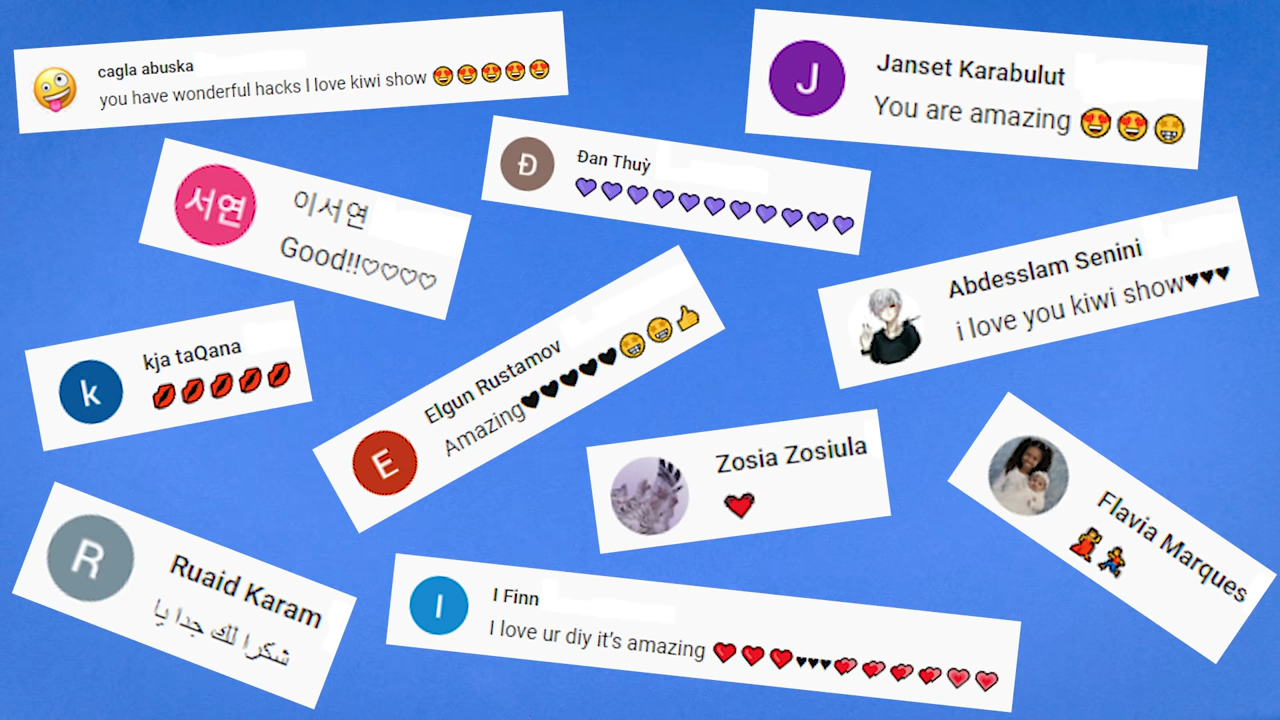 cagla abuska
you have wonderful hacks I love kiwi show 😍😍😍😍😍
J
Janset Karabulut
You are amazing 😍😍🤩
Đ
Đan Thuỳ
💜💜💜💜💜💜💜💜💜💜💜
서연
이서연
Good!!♡♡♡♡
Abdesslam Senini
i love you kiwi show♥♥♥
k
kja taQana
💋💋💋💋💋
E
Elgun Rustamov
Amazing♥♥♥♥♥🤩🤩👍
Zosia Zosiula
❤
Flavia Marques
💃🏃
R
Ruaid Karam
شكرا لك جدا يا
I
I Finn
I love ur diy it's amazing ❤❤❤♥♥♥💕💕💕💕💗💗